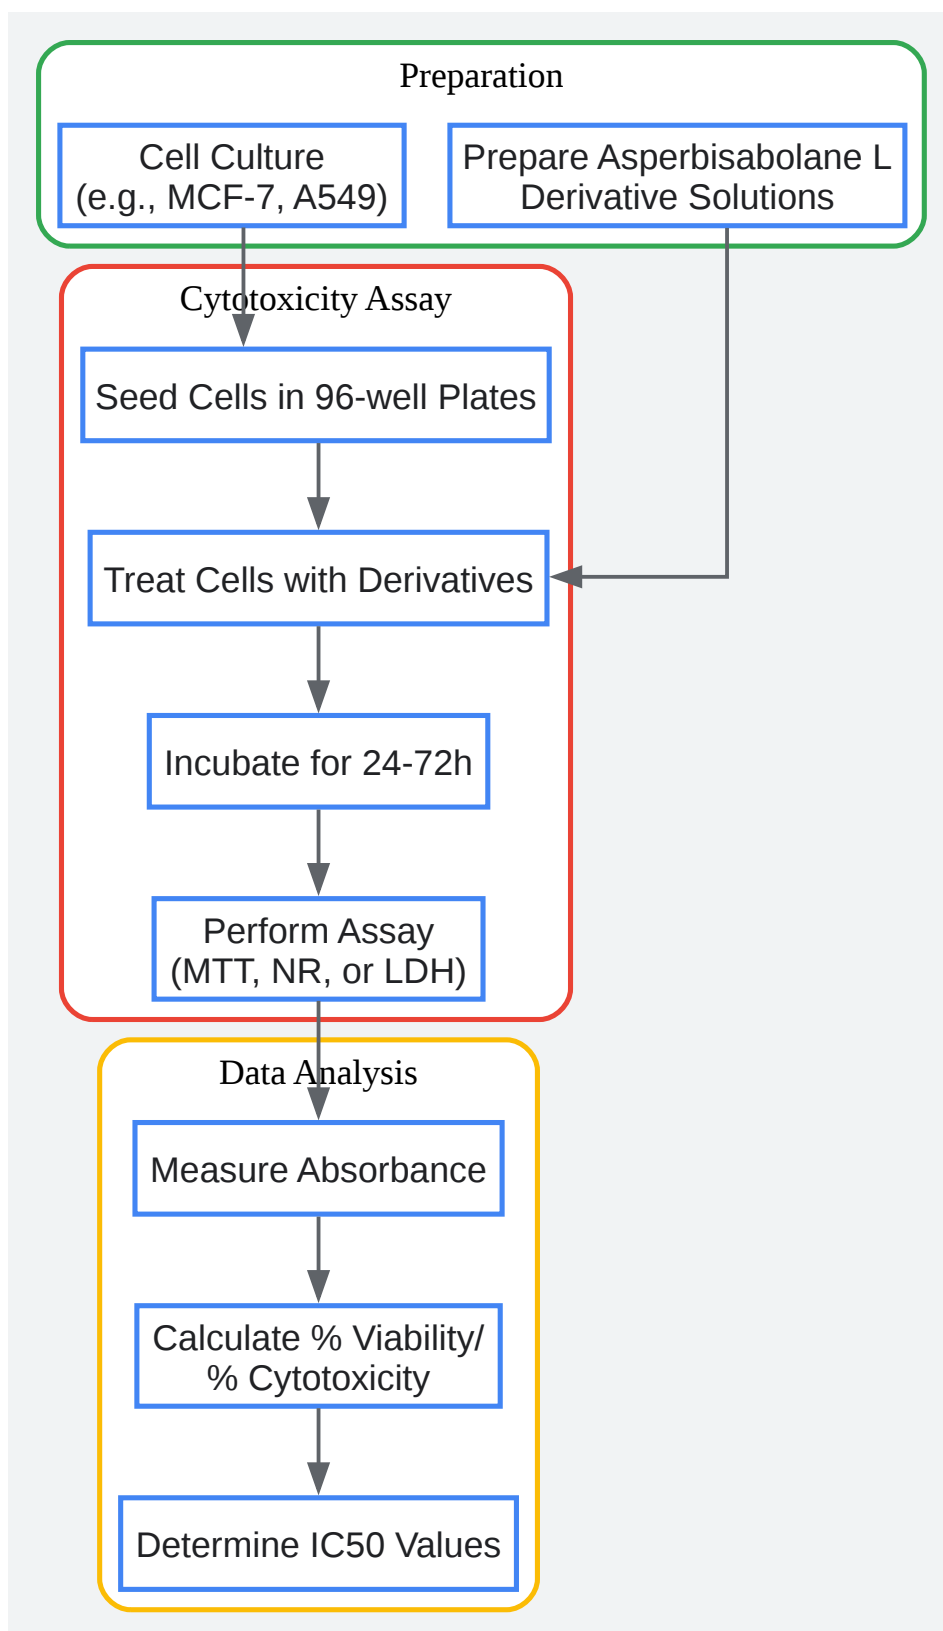 Preparation
Cell Culture
(e.g., MCF-7, A549)
Prepare Asperbisabolane L
Derivative Solutions
Cytotoxicity Assay
Seed Cells in 96-well Plates
Treat Cells with Derivatives
Incubate for 24-72h
Perform Assay
(MTT, NR, or LDH)
Data Analysis
Measure Absorbance
Calculate % Viability/
% Cytotoxicity
Determine IC50 Values